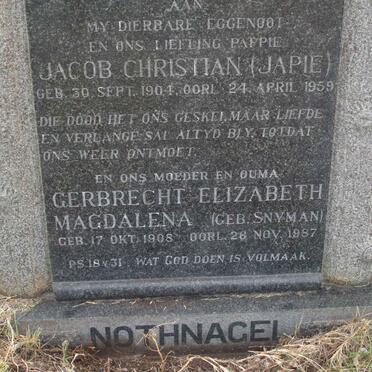 AAN
MY DIERBARE EGGENOOT
EN ONS LIEFLING PAPPIE
JACOB CHRISTIAN (JAPIE)
GEB. 30 SEPT. 1904, OORL. 24 APRIL 1959
DIE DOOD HET ONS GESKEI, MAAR LIEFDE
EN VERLANGE SAL ALTYD BLY, TOTDAT
ONS WEER ONTMOET.
EN ONS MOEDER EN OUMA
GERBRECHT ELIZABETH
MAGDALENA (GEB. SNYMAN)
GEB. 17 OKT. 1908 OORL. 28 NOV. 1987
PS. 18 V 31. WAT GOD DOEN IS VOLMAAK.
NOTHNAGEL